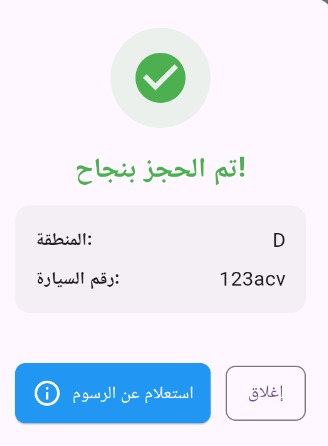 تم الحجز بنجاح!
المنطقة: D
رقم السيارة: 123acv
استعلام عن الرسوم
إغلاق